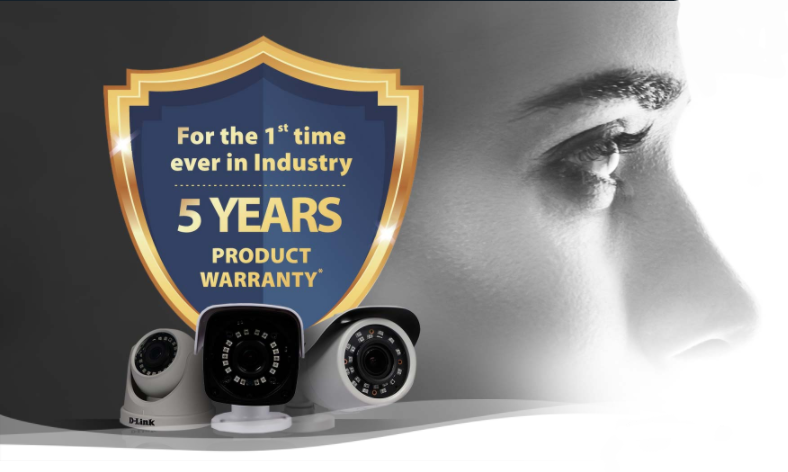 For the 1st time
ever in Industry
5 YEARS
PRODUCT
WARRANTY*
D-Link